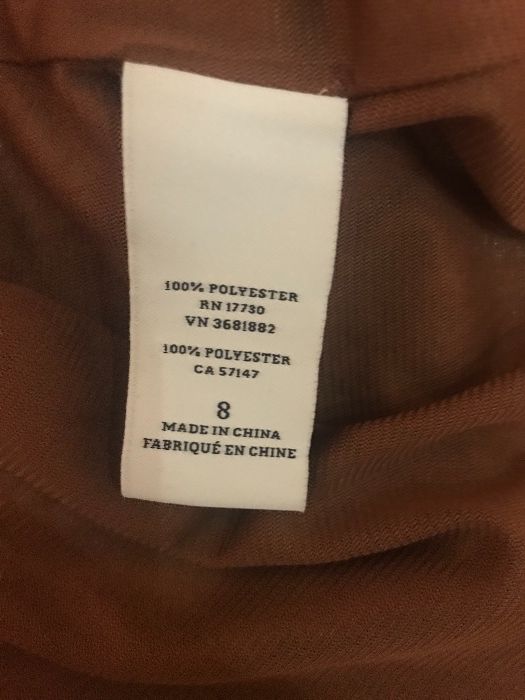 100% POLYESTER
RN 17730
VN 3681882
100% POLYESTER
CA 57147
8
MADE IN CHINA
FABRIQUÉ EN CHINE